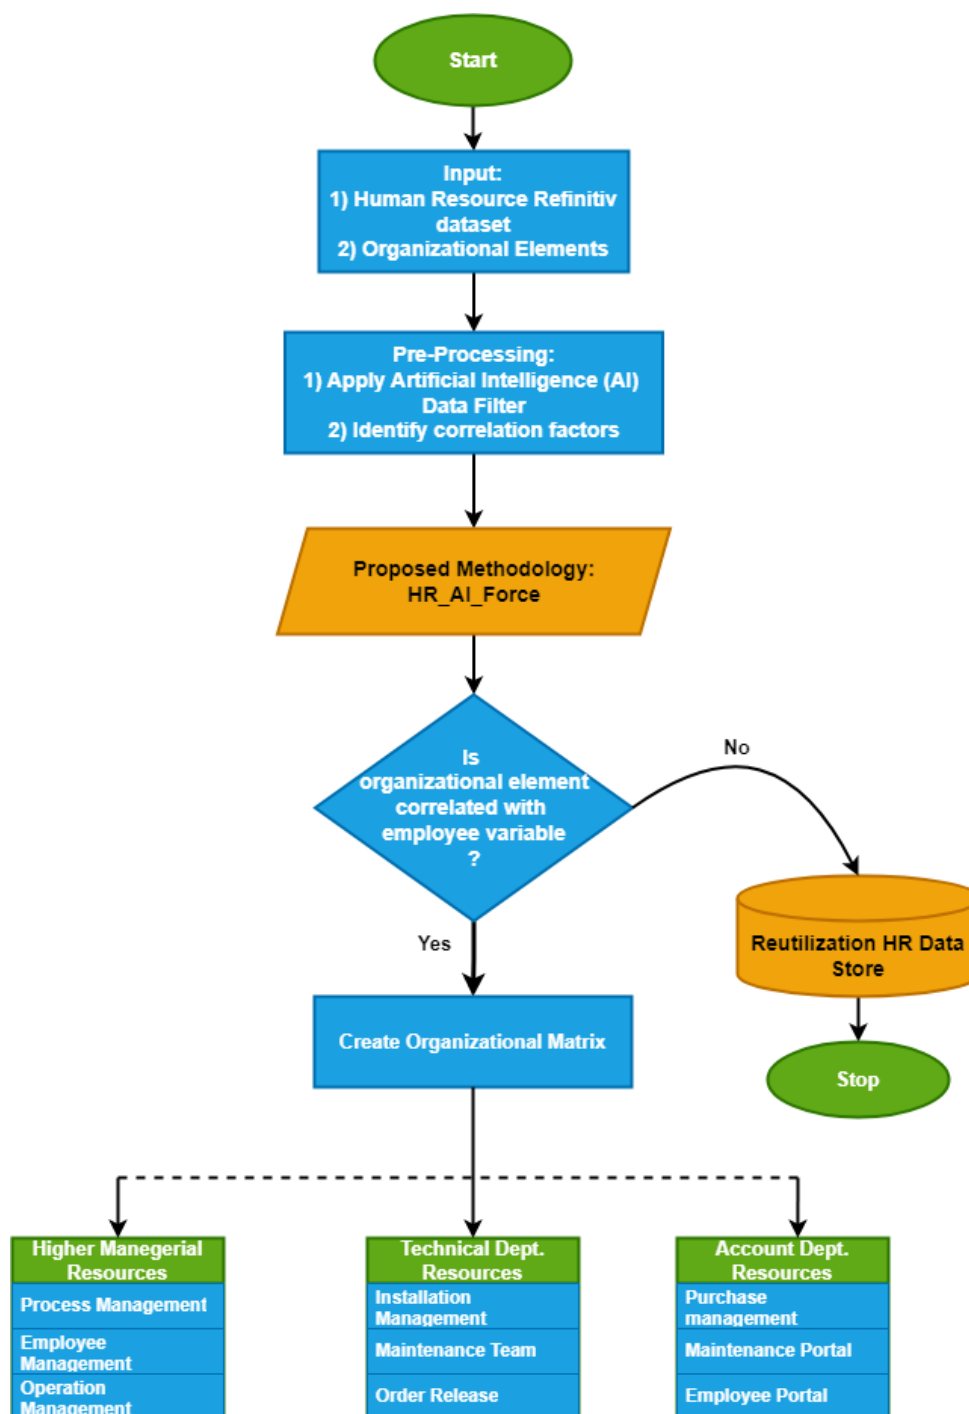 Start
Input:
1) Human Resource Refinitiv
dataset
2) Organizational Elements
Pre-Processing:
1) Apply Artificial Intelligence (AI)
Data Filter
2) Identify correlation factors
Proposed Methodology:
HR_AI_Force
Is
organizational element
correlated with
employee variable
?
No
Yes
Reutilization HR Data
Store
Create Organizational Matrix
Stop
Higher Manegerial
Resources
Process Management
Employee
Management
Operation
Management
Technical Dept.
Resources
Installation
Management
Maintenance Team
Order Release
Account Dept.
Resources
Purchase
management
Maintenance Portal
Employee Portal